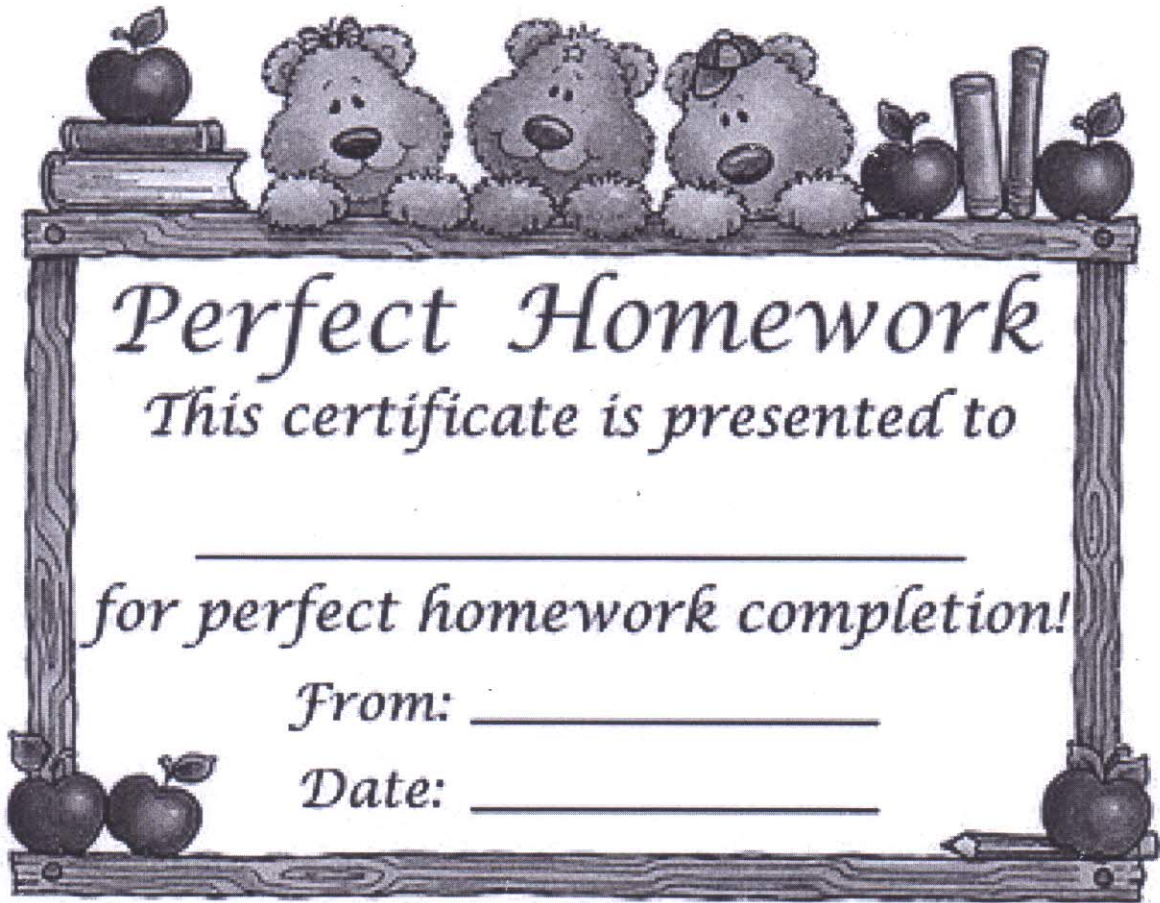 Perfect Homework
This certificate is presented to
for perfect homework completion!
From:
Date: